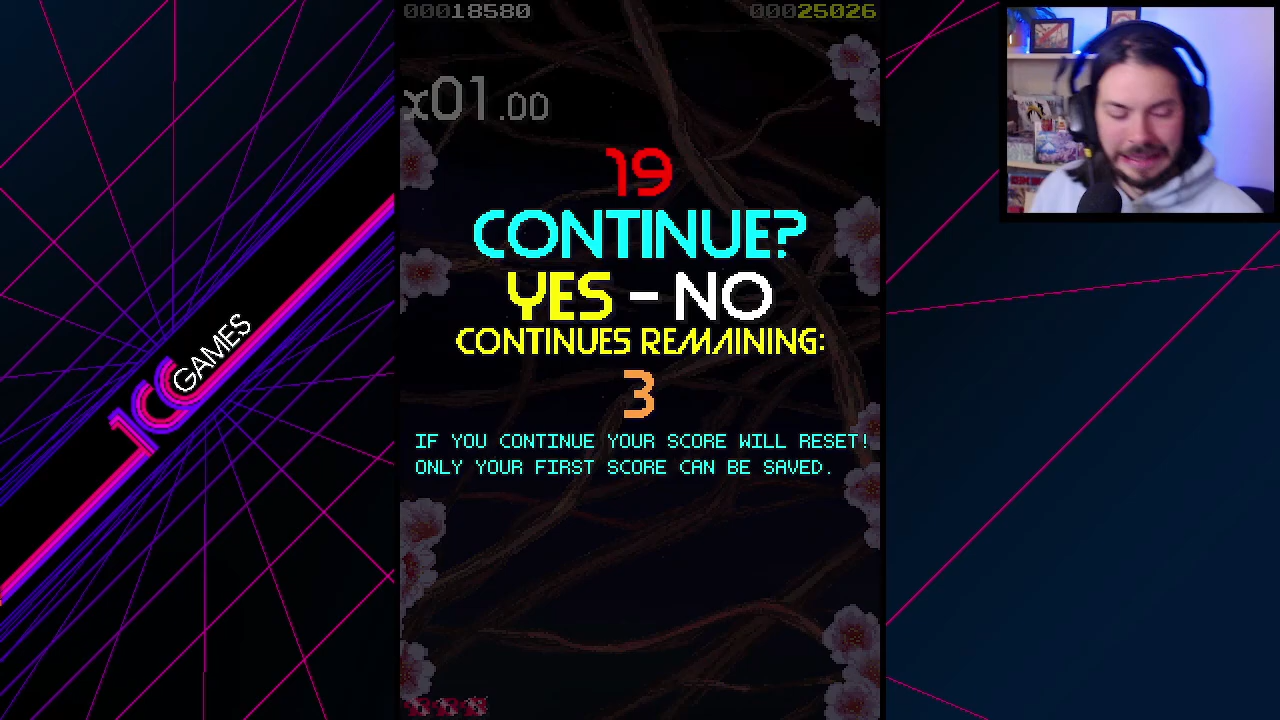 00018580
00025026
x01.00
19
CONTINUE?
YES - NO
CONTINUES REMAINING:
3
IF YOU CONTINUE YOUR SCORE WILL RESET!
ONLY YOUR FIRST SCORE CAN BE SAVED.
1CC GAMES